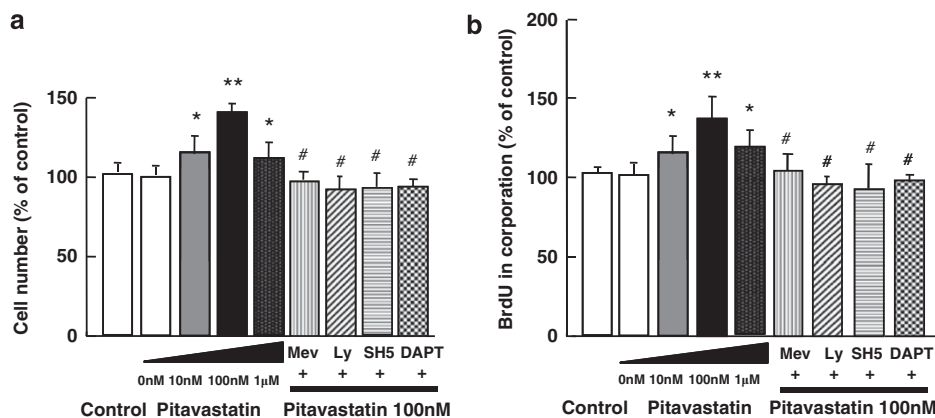 a
Cell number (% of control)
150
100
50
0
*
**
*
#
#
#
#
Mev Ly SH5 DAPT
0nM 10nM 100nM 1μM + + + +
Control Pitavastatin Pitavastatin 100nM
b
BrdU in corporation (% of control)
200
150
100
50
0
*
**
*
#
#
#
#
Mev Ly SH5 DAPT
0nM 10nM 100nM 1μM + + + +
Control Pitavastatin Pitavastatin 100nM